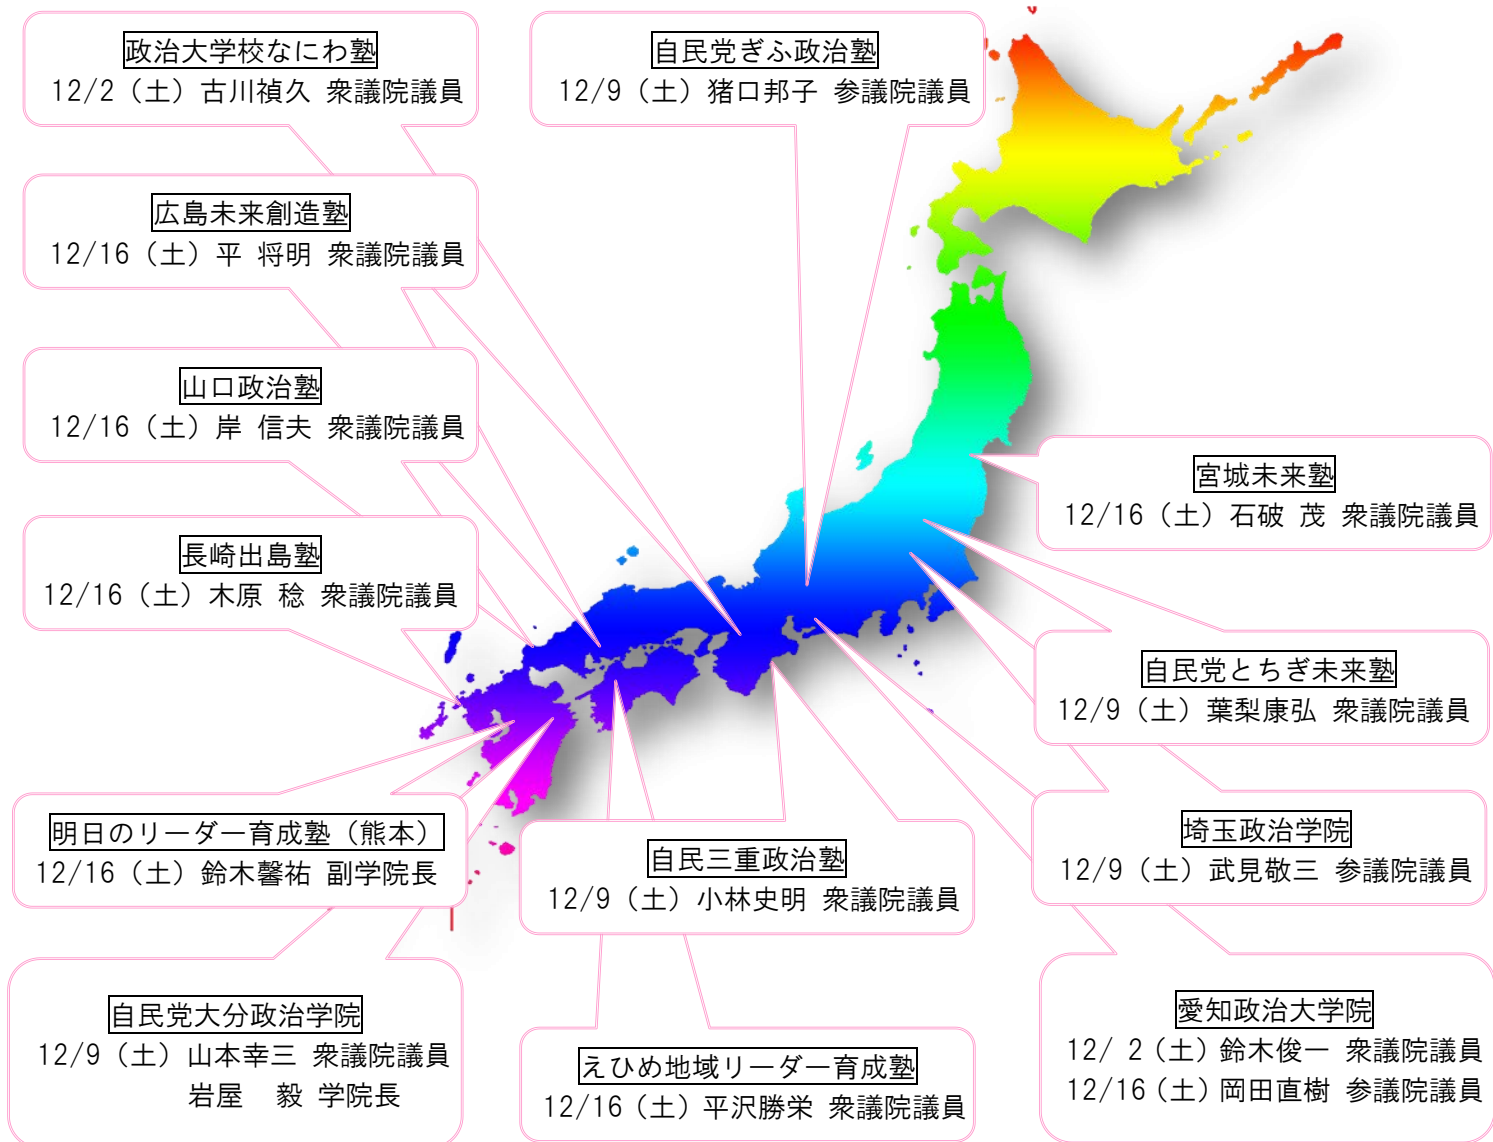 政治大学校なにわ塾
12/2（土）古川禎久 衆議院議員
自民党ぎふ政治塾
12/9（土）猪口邦子 参議院議員
広島未来創造塾
12/16（土）平 将明 衆議院議員
山口政治塾
12/16（土）岸 信夫 衆議院議員
長崎出島塾
12/16（土）木原 稔 衆議院議員
宮城未来塾
12/16（土）石破 茂 衆議院議員
自民党とちぎ未来塾
12/9（土）葉梨康弘 衆議院議員
埼玉政治学院
12/9（土）武見敬三 参議院議員
明日のリーダー育成塾（熊本）
12/16（土）鈴木馨祐 副学院長
自民三重政治塾
12/9（土）小林史明 衆議院議員
自民党大分政治学院
12/9（土）山本幸三 衆議院議員
岩屋　毅 学院長
えひめ地域リーダー育成塾
12/16（土）平沢勝栄 衆議院議員
愛知政治大学院
12/ 2（土）鈴木俊一 衆議院議員
12/16（土）岡田直樹 参議院議員